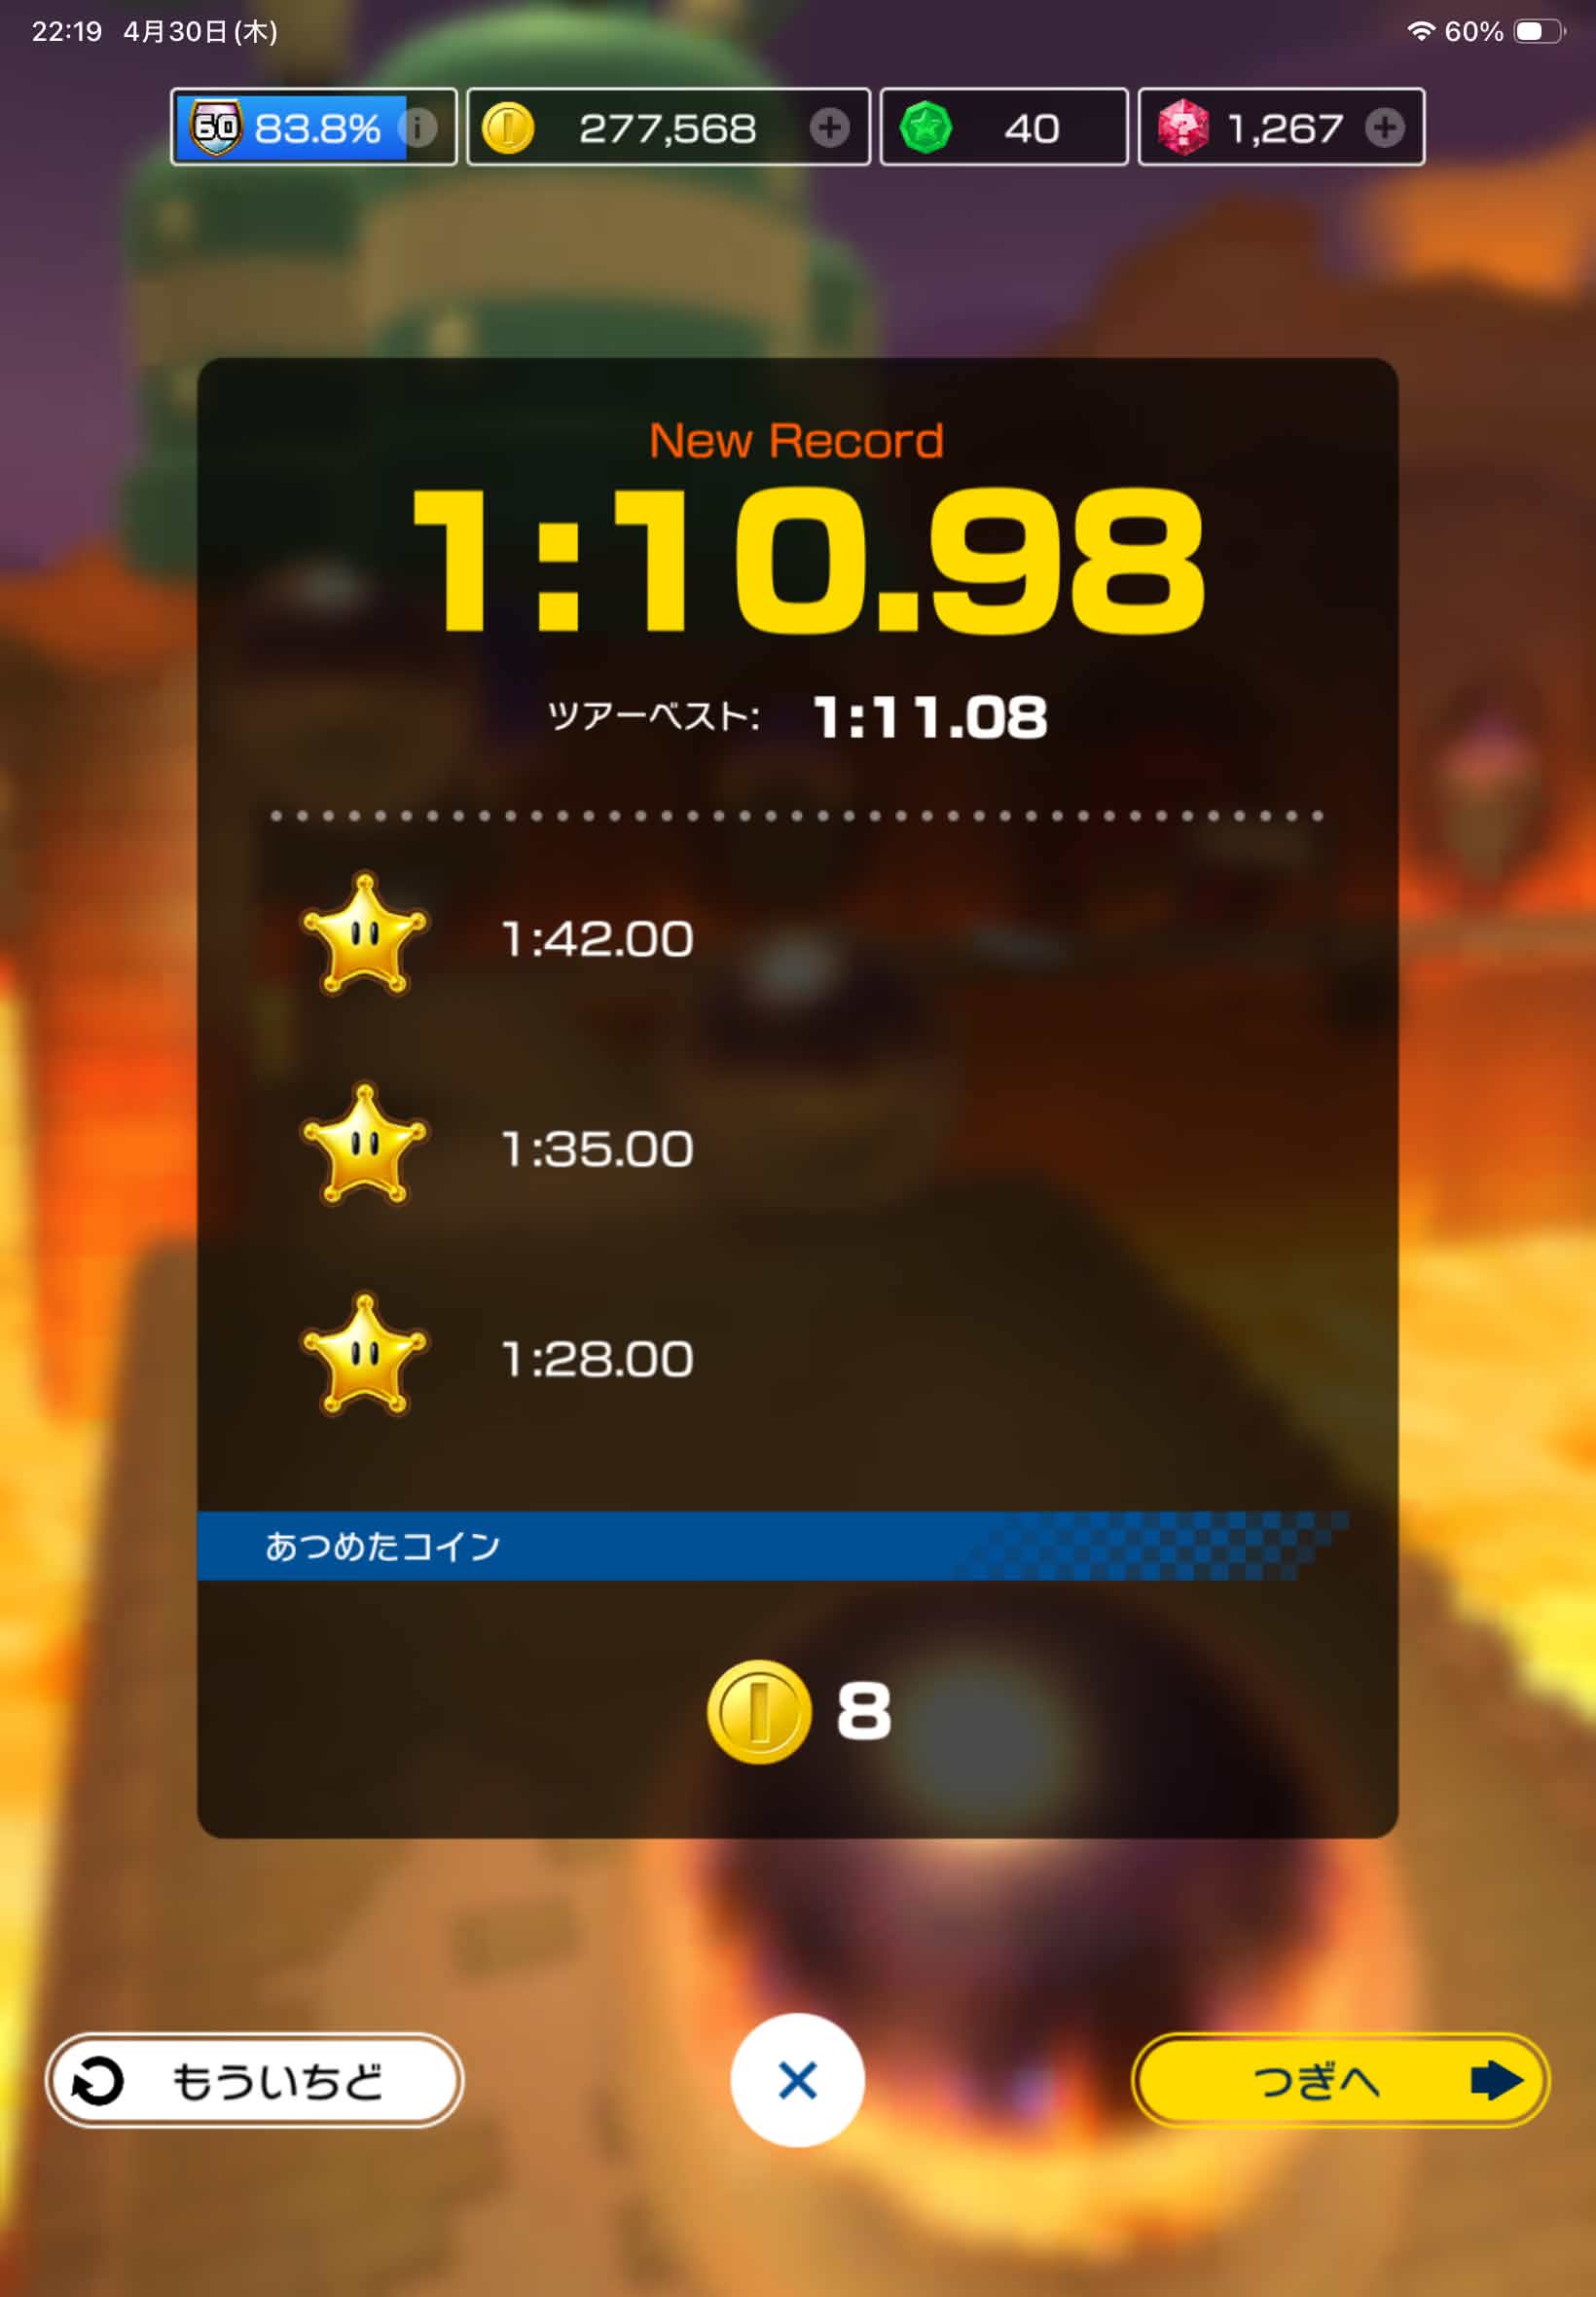 22:19 4月30日(木)
60%
60 83.8% i
277,568 +
40
? 1,267 +
New Record
1:10.98
ツアーベスト: 1:11.08
1:42.00
1:35.00
1:28.00
あつめたコイン
8
もういちど
×
つぎへ